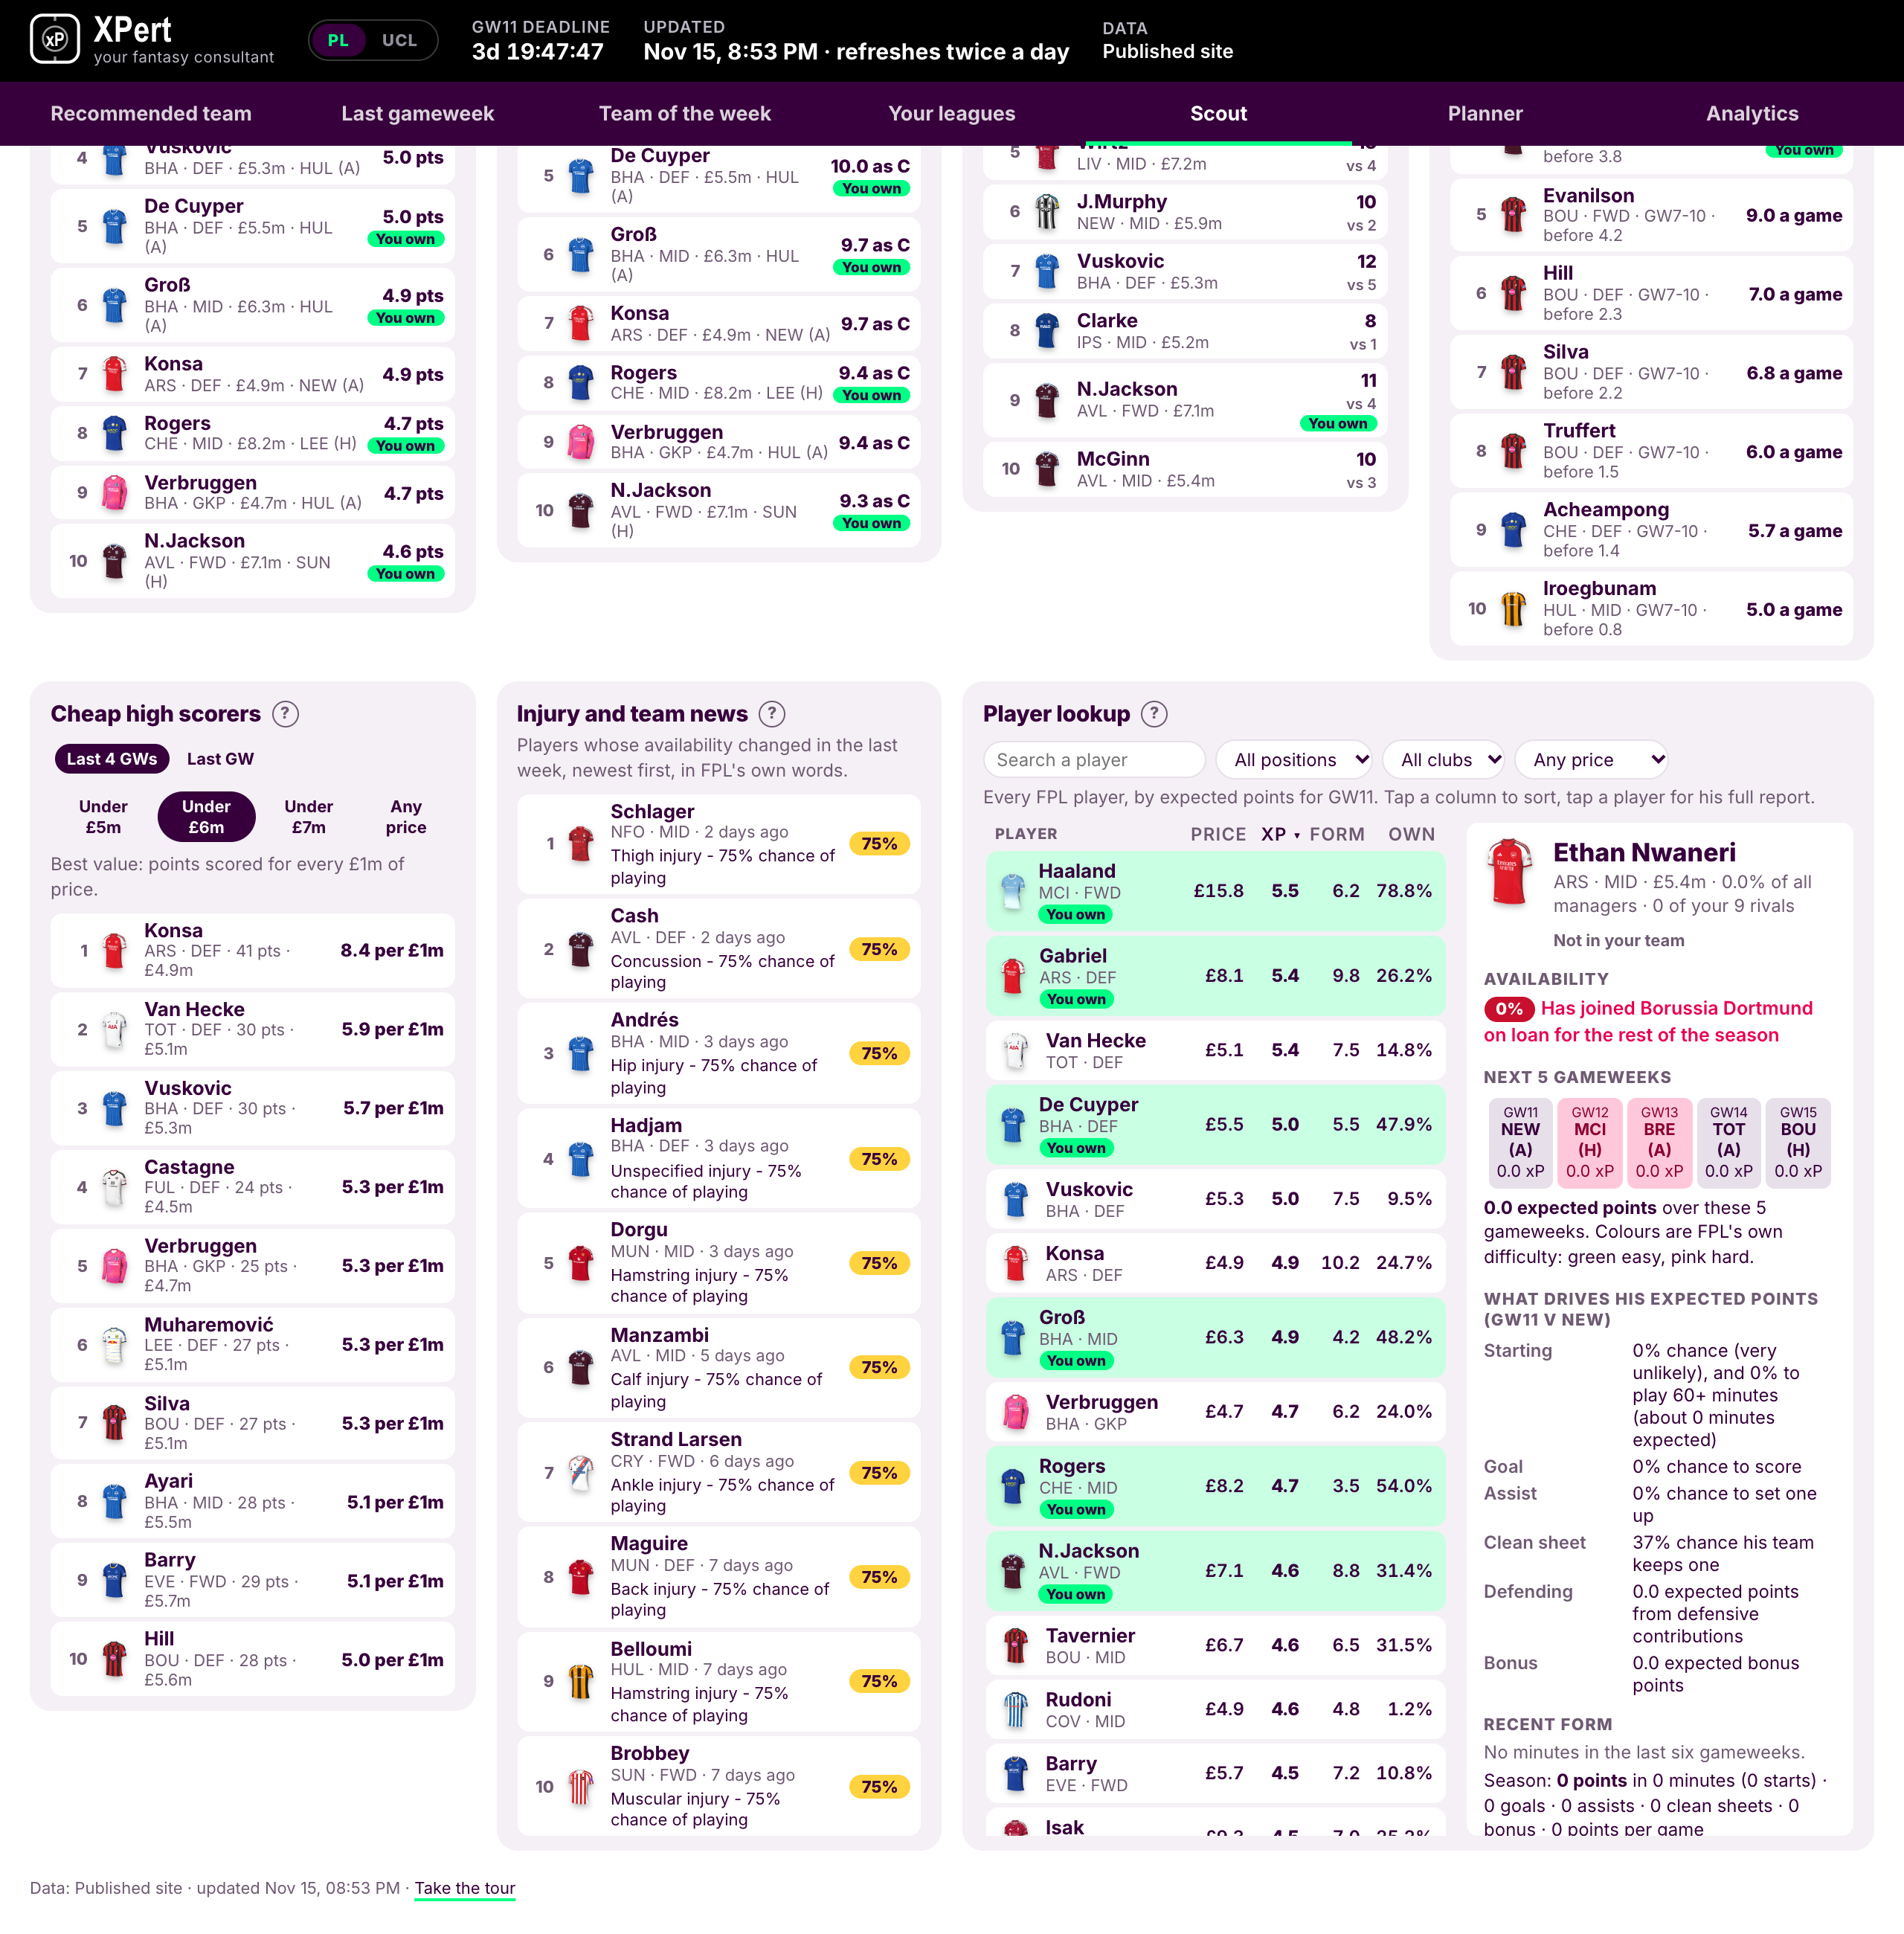 XPert
your fantasy consultant
PL
UCL
GW11 DEADLINE
3d 19:47:47
UPDATED
Nov 15, 8:53 PM · refreshes twice a day
DATA
Published site
Recommended team
Last gameweek
Team of the week
Your leagues
Scout
Planner
Analytics
4
Vuskovic
BHA · DEF · £5.3m · HUL (A)
5.0 pts
5
De Cuyper
BHA · DEF · £5.5m · HUL
(A)
5.0 pts
You own
6
Groß
BHA · MID · £6.3m · HUL
(A)
4.9 pts
You own
7
Konsa
ARS · DEF · £4.9m · NEW (A)
4.9 pts
8
Rogers
CHE · MID · £8.2m · LEE (H)
4.7 pts
You own
9
Verbruggen
BHA · GKP · £4.7m · HUL (A)
4.7 pts
10
N.Jackson
AVL · FWD · £7.1m · SUN
(H)
4.6 pts
You own
5
De Cuyper
BHA · DEF · £5.5m · HUL
(A)
10.0 as C
You own
6
Groß
BHA · MID · £6.3m · HUL
(A)
9.7 as C
You own
7
Konsa
ARS · DEF · £4.9m · NEW (A)
9.7 as C
8
Rogers
CHE · MID · £8.2m · LEE (H)
9.4 as C
You own
9
Verbruggen
BHA · GKP · £4.7m · HUL (A)
9.4 as C
10
N.Jackson
AVL · FWD · £7.1m · SUN
(H)
9.3 as C
You own
5
Wirtz
LIV · MID · £7.2m
vs 4
6
J.Murphy
NEW · MID · £5.9m
10
vs 2
7
Vuskovic
BHA · DEF · £5.3m
12
vs 5
8
Clarke
IPS · MID · £5.2m
8
vs 1
9
N.Jackson
AVL · FWD · £7.1m
11
vs 4
You own
10
McGinn
AVL · MID · £5.4m
10
vs 3
before 3.8
You own
5
Evanilson
BOU · FWD · GW7-10 ·
before 4.2
9.0 a game
6
Hill
BOU · DEF · GW7-10 ·
before 2.3
7.0 a game
7
Silva
BOU · DEF · GW7-10 ·
before 2.2
6.8 a game
8
Truffert
BOU · DEF · GW7-10 ·
before 1.5
6.0 a game
9
Acheampong
CHE · DEF · GW7-10 ·
before 1.4
5.7 a game
10
Iroegbunam
HUL · MID · GW7-10 ·
before 0.8
5.0 a game
Cheap high scorers ?
Last 4 GWs
Last GW
Under
£5m
Under
£6m
Under
£7m
Any
price
Best value: points scored for every £1m of
price.
1
Konsa
ARS · DEF · 41 pts ·
£4.9m
8.4 per £1m
2
Van Hecke
TOT · DEF · 30 pts ·
£5.1m
5.9 per £1m
3
Vuskovic
BHA · DEF · 30 pts ·
£5.3m
5.7 per £1m
4
Castagne
FUL · DEF · 24 pts ·
£4.5m
5.3 per £1m
5
Verbruggen
BHA · GKP · 25 pts ·
£4.7m
5.3 per £1m
6
Muharemović
LEE · DEF · 27 pts ·
£5.1m
5.3 per £1m
7
Silva
BOU · DEF · 27 pts ·
£5.1m
5.3 per £1m
8
Ayari
BHA · MID · 28 pts ·
£5.5m
5.1 per £1m
9
Barry
EVE · FWD · 29 pts ·
£5.7m
5.1 per £1m
10
Hill
BOU · DEF · 28 pts ·
£5.6m
5.0 per £1m
Injury and team news ?
Players whose availability changed in the last
week, newest first, in FPL's own words.
1
Schlager
NFO · MID · 2 days ago
Thigh injury - 75% chance of
playing
75%
2
Cash
AVL · DEF · 2 days ago
Concussion - 75% chance of
playing
75%
3
Andrés
BHA · MID · 3 days ago
Hip injury - 75% chance of
playing
75%
4
Hadjam
BHA · DEF · 3 days ago
Unspecified injury - 75%
chance of playing
75%
5
Dorgu
MUN · MID · 3 days ago
Hamstring injury - 75%
chance of playing
75%
6
Manzambi
AVL · MID · 5 days ago
Calf injury - 75% chance of
playing
75%
7
Strand Larsen
CRY · FWD · 6 days ago
Ankle injury - 75% chance of
playing
75%
8
Maguire
MUN · DEF · 7 days ago
Back injury - 75% chance of
playing
75%
9
Belloumi
HUL · MID · 7 days ago
Hamstring injury - 75%
chance of playing
75%
10
Brobbey
SUN · FWD · 7 days ago
Muscular injury - 75%
chance of playing
75%
Player lookup ?
Search a player
All positions
All clubs
Any price
Every FPL player, by expected points for GW11. Tap a column to sort, tap a player for his full report.
PLAYER PRICE XP ▾ FORM OWN
Haaland
MCI · FWD
You own
£15.8 5.5 6.2 78.8%
Gabriel
ARS · DEF
You own
£8.1 5.4 9.8 26.2%
Van Hecke
TOT · DEF
£5.1 5.4 7.5 14.8%
De Cuyper
BHA · DEF
You own
£5.5 5.0 5.5 47.9%
Vuskovic
BHA · DEF
£5.3 5.0 7.5 9.5%
Konsa
ARS · DEF
£4.9 4.9 10.2 24.7%
Groß
BHA · MID
You own
£6.3 4.9 4.2 48.2%
Verbruggen
BHA · GKP
£4.7 4.7 6.2 24.0%
Rogers
CHE · MID
You own
£8.2 4.7 3.5 54.0%
N.Jackson
AVL · FWD
You own
£7.1 4.6 8.8 31.4%
Tavernier
BOU · MID
£6.7 4.6 6.5 31.5%
Rudoni
COV · MID
£4.9 4.6 4.8 1.2%
Barry
EVE · FWD
£5.7 4.5 7.2 10.8%
Isak
Ethan Nwaneri
ARS · MID · £5.4m · 0.0% of all
managers · 0 of your 9 rivals
Not in your team
AVAILABILITY
0% Has joined Borussia Dortmund
on loan for the rest of the season
NEXT 5 GAMEWEEKS
GW11
NEW
(A)
0.0 xP
GW12
MCI
(H)
0.0 xP
GW13
BRE
(A)
0.0 xP
GW14
TOT
(A)
0.0 xP
GW15
BOU
(H)
0.0 xP
0.0 expected points over these 5
gameweeks. Colours are FPL's own
difficulty: green easy, pink hard.
WHAT DRIVES HIS EXPECTED POINTS
(GW11 V NEW)
Starting
0% chance (very
unlikely), and 0% to
play 60+ minutes
(about 0 minutes
expected)
Goal
0% chance to score
Assist
0% chance to set one
up
Clean sheet
37% chance his team
keeps one
Defending
0.0 expected points
from defensive
contributions
Bonus
0.0 expected bonus
points
RECENT FORM
No minutes in the last six gameweeks.
Season: 0 points in 0 minutes (0 starts) ·
0 goals · 0 assists · 0 clean sheets · 0
bonus · 0 points per game
Data: Published site · updated Nov 15, 08:53 PM · Take the tour